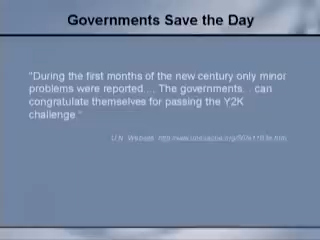 Governments Save the Day
"During the first months of the new century only minor
problems were reported.... The governments... can
congratulate themselves for passing the Y2K
challenge."
U.N. Website